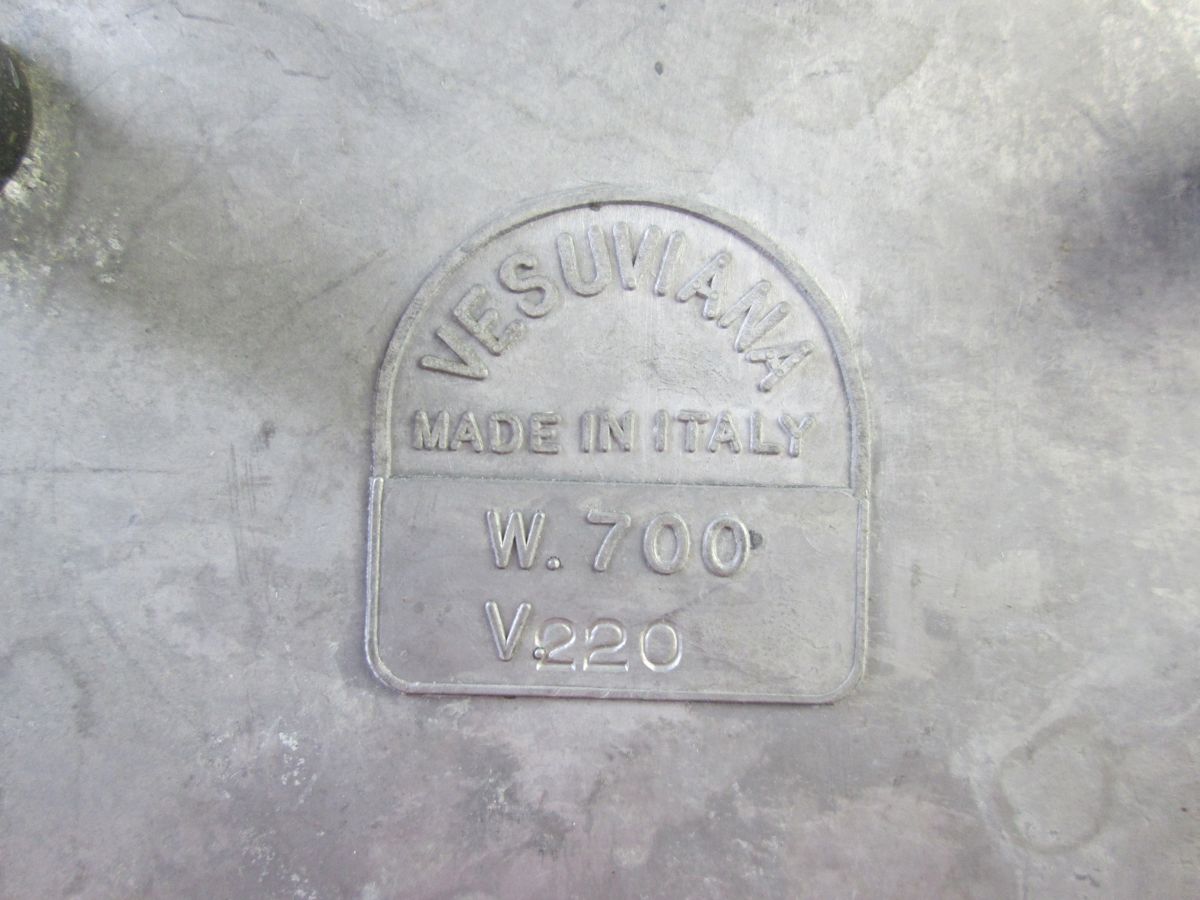 VESUVIANA
MADE IN ITALY
W. 700
V.220